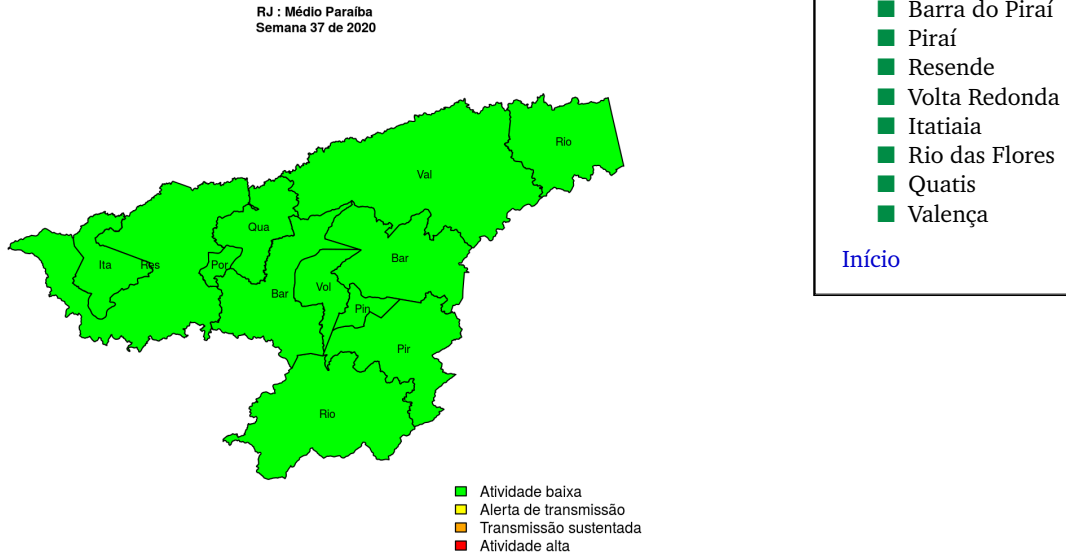 RJ : Médio Paraíba
Semana 37 de 2020
Rio
Val
Qua
Ita
Res
Por
Bar
Bar
Vol
Pin
Pir
Rio
Atividade baixa
Alerta de transmissão
Transmissão sustentada
Atividade alta
Barra do Piraí
Piraí
Resende
Volta Redonda
Itatiaia
Rio das Flores
Quatis
Valença
Início